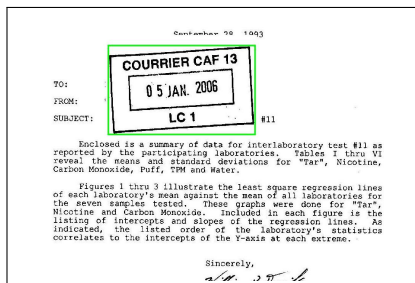 September 28, 1993
COURRIER CAF 13
05 JAN. 2006
LC 1
TO:
FROM:
SUBJECT: #11
Enclosed is a summary of data for interlaboratory test #11 as
reported by the participating laboratories. Tables I thru VI
reveal the means and standard deviations for "Tar", Nicotine,
Carbon Monoxide, Puff, TPM and Water.
Figures 1 thru 3 illustrate the least square regression lines
of each laboratory's mean against the mean of all laboratories for
the seven samples tested. These graphs were done for "Tar",
Nicotine and Carbon Monoxide. Included in each figure is the
listing of intercepts and slopes of the regression lines. As
indicated, the listed order of the laboratory's statistics
correlates to the intercepts of the Y-axis at each extreme.
Sincerely,